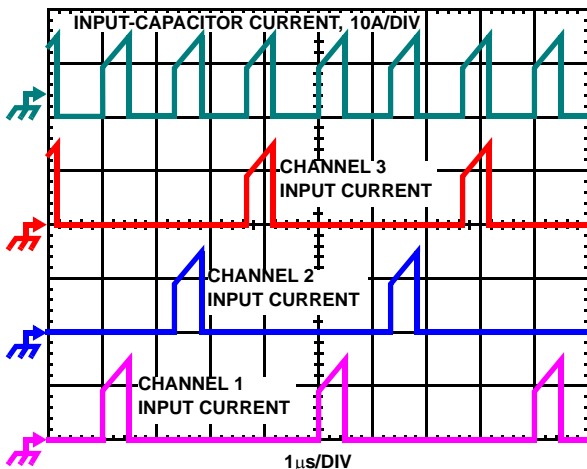 INPUT-CAPACITOR CURRENT, 10A/DIV
CHANNEL 3
INPUT CURRENT
CHANNEL 2
INPUT CURRENT
CHANNEL 1
INPUT CURRENT
1μs/DIV